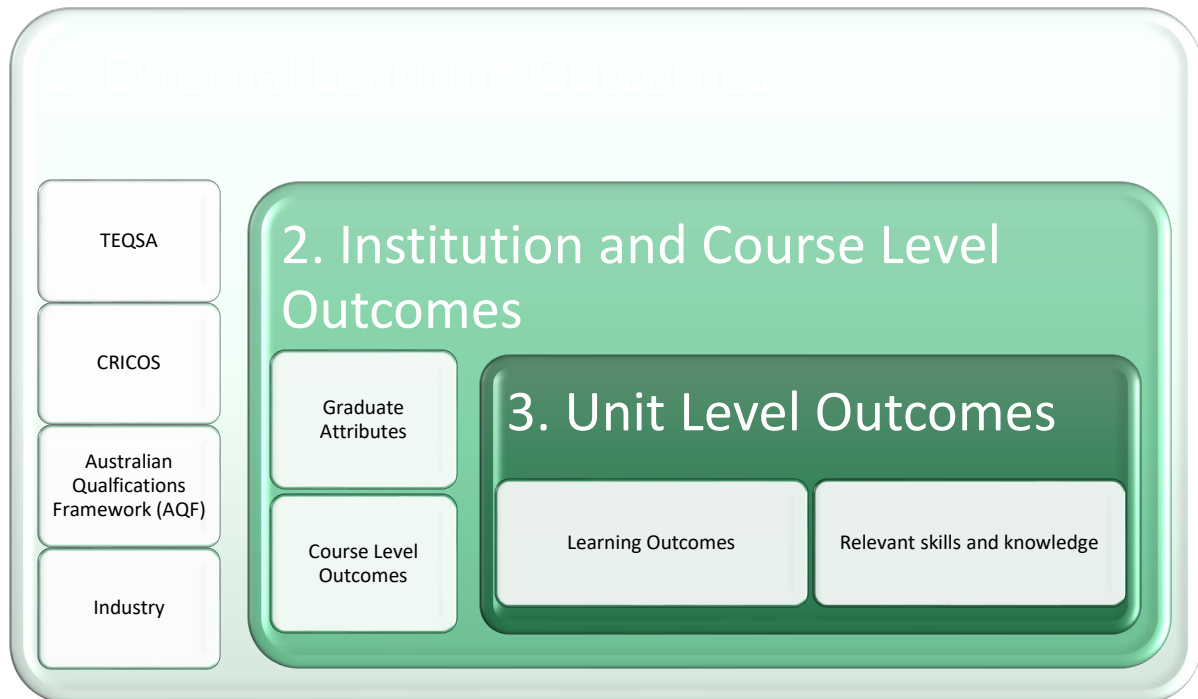 1. External Learning Outcomes
TEQSA
CRICOS
Australian
Qualfications
Framework (AQF)
Industry
2. Institution and Course Level
Outcomes
Graduate
Attributes
Course Level
Outcomes
3. Unit Level Outcomes
Learning Outcomes
Relevant skills and knowledge